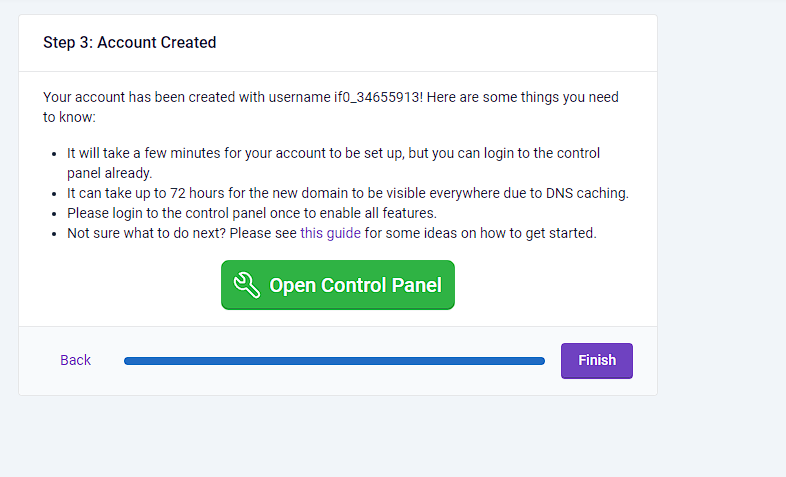 Step 3: Account Created
Your account has been created with username if0_34655913! Here are some things you need
to know:
It will take a few minutes for your account to be set up, but you can login to the control
panel already.
It can take up to 72 hours for the new domain to be visible everywhere due to DNS caching.
Please login to the control panel once to enable all features.
Not sure what to do next? Please see this guide for some ideas on how to get started.
Open Control Panel
Back
Finish